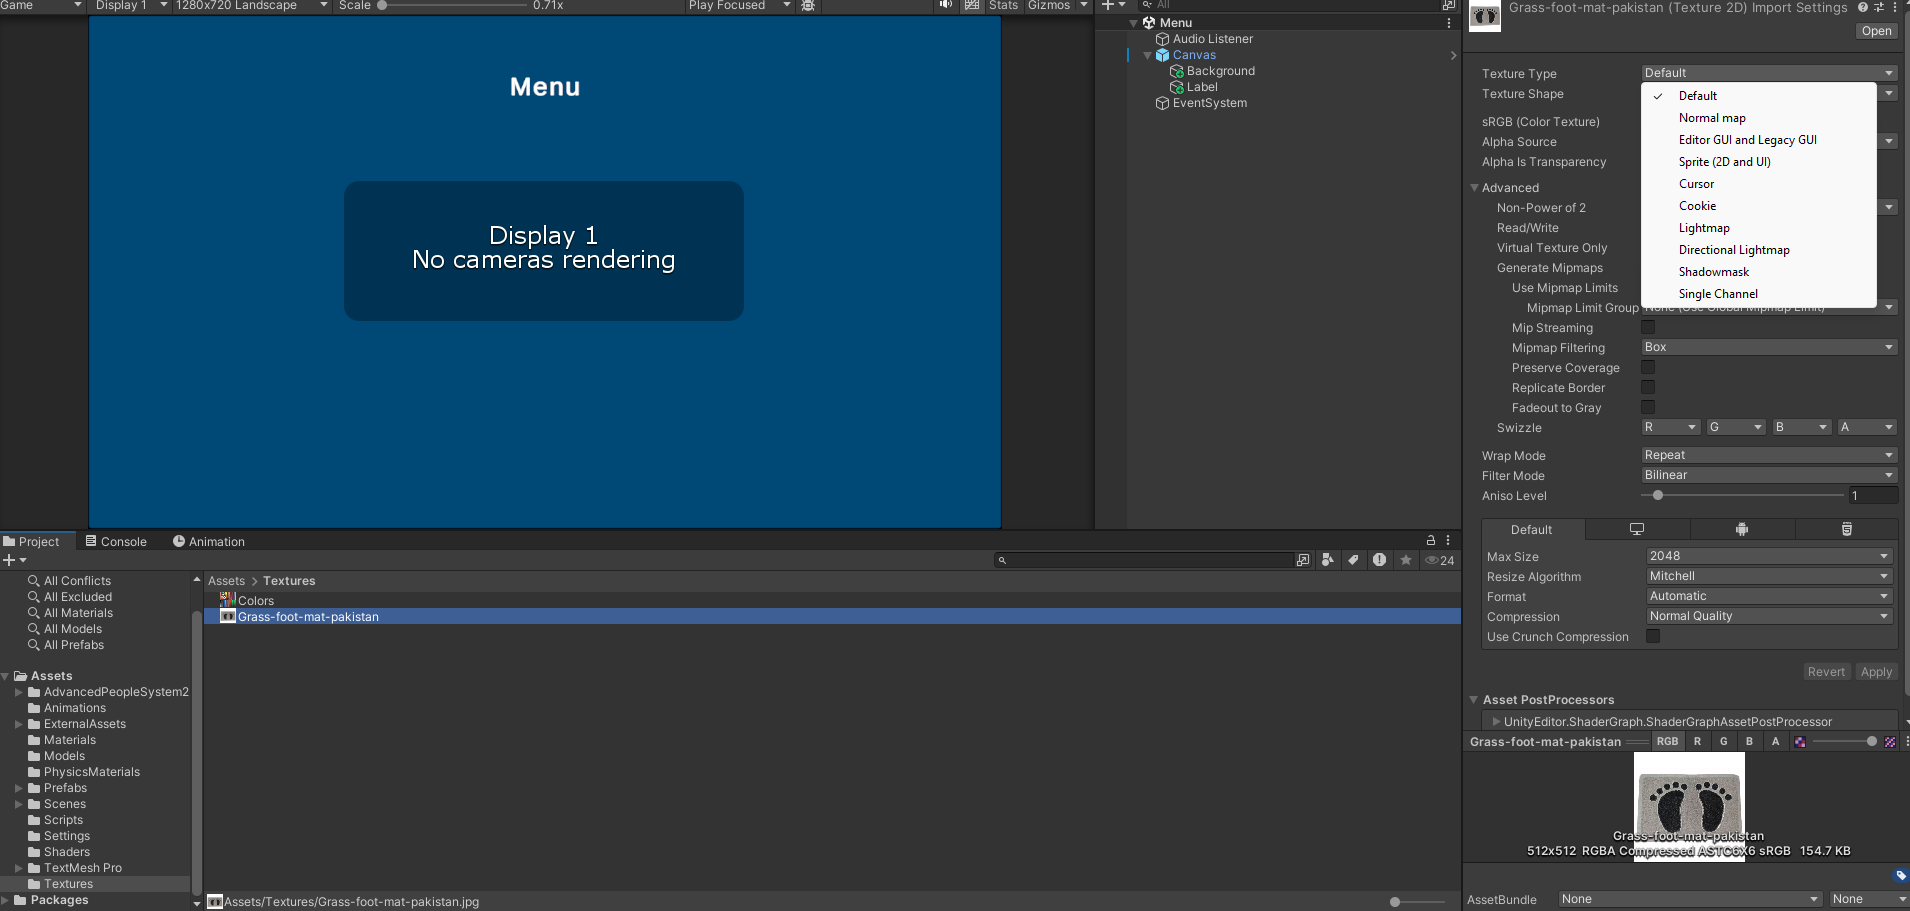 Game
Display 1
1280x720 Landscape
Scale
0.71x
Play Focused
Stats
Gizmos
Menu
Display 1
No cameras rendering
All
Menu
Audio Listener
Canvas
Background
Label
EventSystem
Grass-foot-mat-pakistan (Texture 2D) Import Settings
Open
Texture Type
Default
Texture Shape
sRGB (Color Texture)
Alpha Source
Alpha Is Transparency
Default
Normal map
Editor GUI and Legacy GUI
Sprite (2D and UI)
Cursor
Cookie
Lightmap
Directional Lightmap
Shadowmask
Single Channel
Advanced
Non-Power of 2
Read/Write
Virtual Texture Only
Generate Mipmaps
Use Mipmap Limits
Mipmap Limit Group
None (Use Global Mipmap Limit)
Mip Streaming
Mipmap Filtering
Box
Preserve Coverage
Replicate Border
Fadeout to Gray
Swizzle
R
G
B
A
Wrap Mode
Repeat
Filter Mode
Bilinear
Aniso Level
1
Default
Max Size
2048
Resize Algorithm
Mitchell
Format
Automatic
Compression
Normal Quality
Use Crunch Compression
Revert
Apply
Asset PostProcessors
UnityEditor.ShaderGraph.ShaderGraphAssetPostProcessor
Grass-foot-mat-pakistan
RGB
R
G
B
A
Grass-foot-mat-pakistan
512x512 RGBA Compressed ASTC6X6 sRGB 154.7 KB
AssetBundle
None
None
Project
Console
Animation
24
All Conflicts
All Excluded
All Materials
All Models
All Prefabs
Assets
AdvancedPeopleSystem2
Animations
ExternalAssets
Materials
Models
PhysicsMaterials
Prefabs
Scenes
Scripts
Settings
Shaders
TextMesh Pro
Textures
Packages
Assets > Textures
Colors
Grass-foot-mat-pakistan
Assets/Textures/Grass-foot-mat-pakistan.jpg